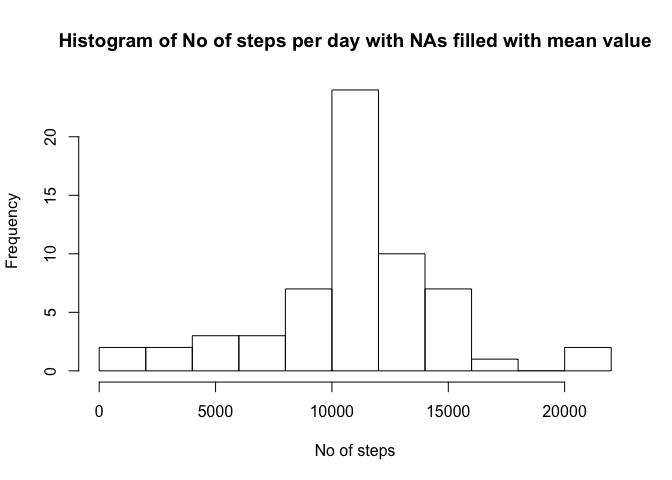 Histogram of No of steps per day with NAs filled with mean value
Frequency
20
15
10
5
0
0 5000 10000 15000 20000
No of steps